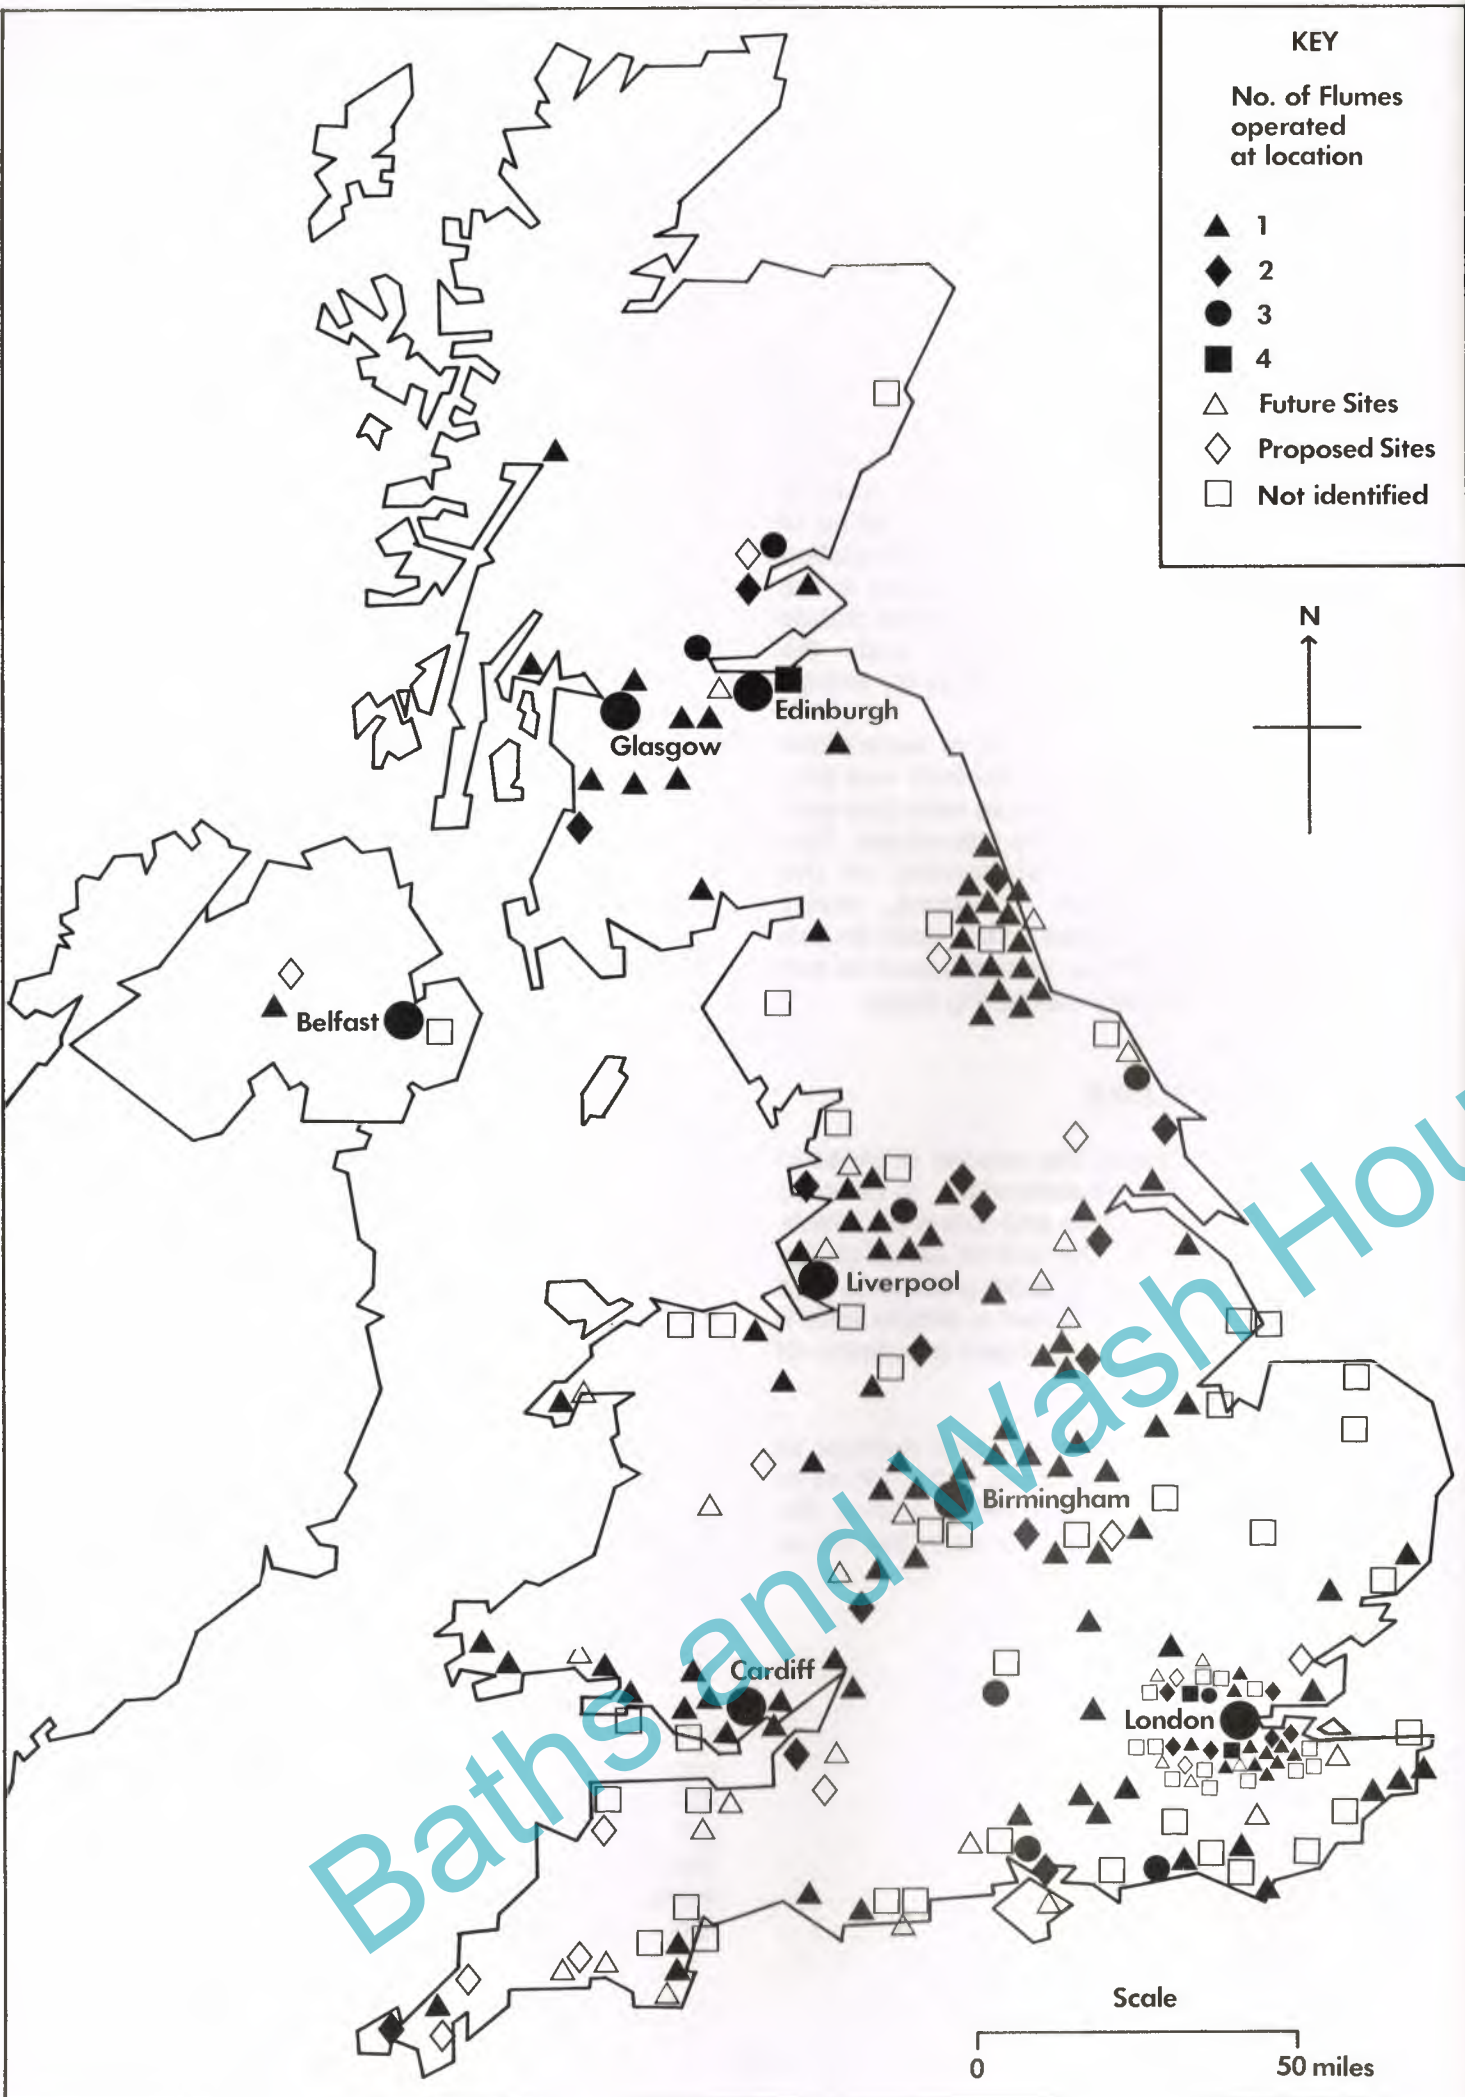 KEY
No. of Flumes
operated
at location
1
2
3
4
Future Sites
Proposed Sites
Not identified
N
Edinburgh
Glasgow
Belfast
Liverpool
Birmingham
Cardiff
London
Baths and Wash Hou
Scale
0 50 miles